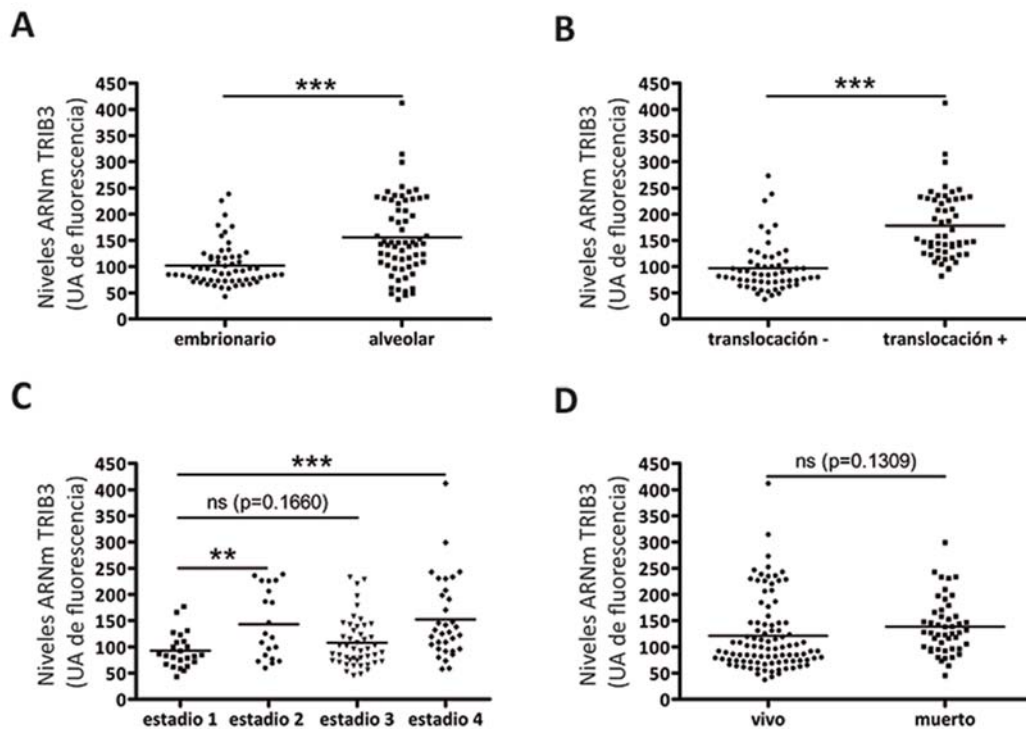 A
Niveles ARNm TRIB3
(UA de fluorescencia)
450
400
350
300
250
200
150
100
50
0
***
embrionario
alveolar
B
Niveles ARNm TRIB3
(UA de fluorescencia)
450
400
350
300
250
200
150
100
50
0
***
translocación -
translocación +
C
Niveles ARNm TRIB3
(UA de fluorescencia)
450
400
350
300
250
200
150
100
50
0
***
ns (p=0.1660)
**
estadio 1
estadio 2
estadio 3
estadio 4
D
Niveles ARNm TRIB3
(UA de fluorescencia)
450
400
350
300
250
200
150
100
50
0
ns (p=0.1309)
vivo
muerto